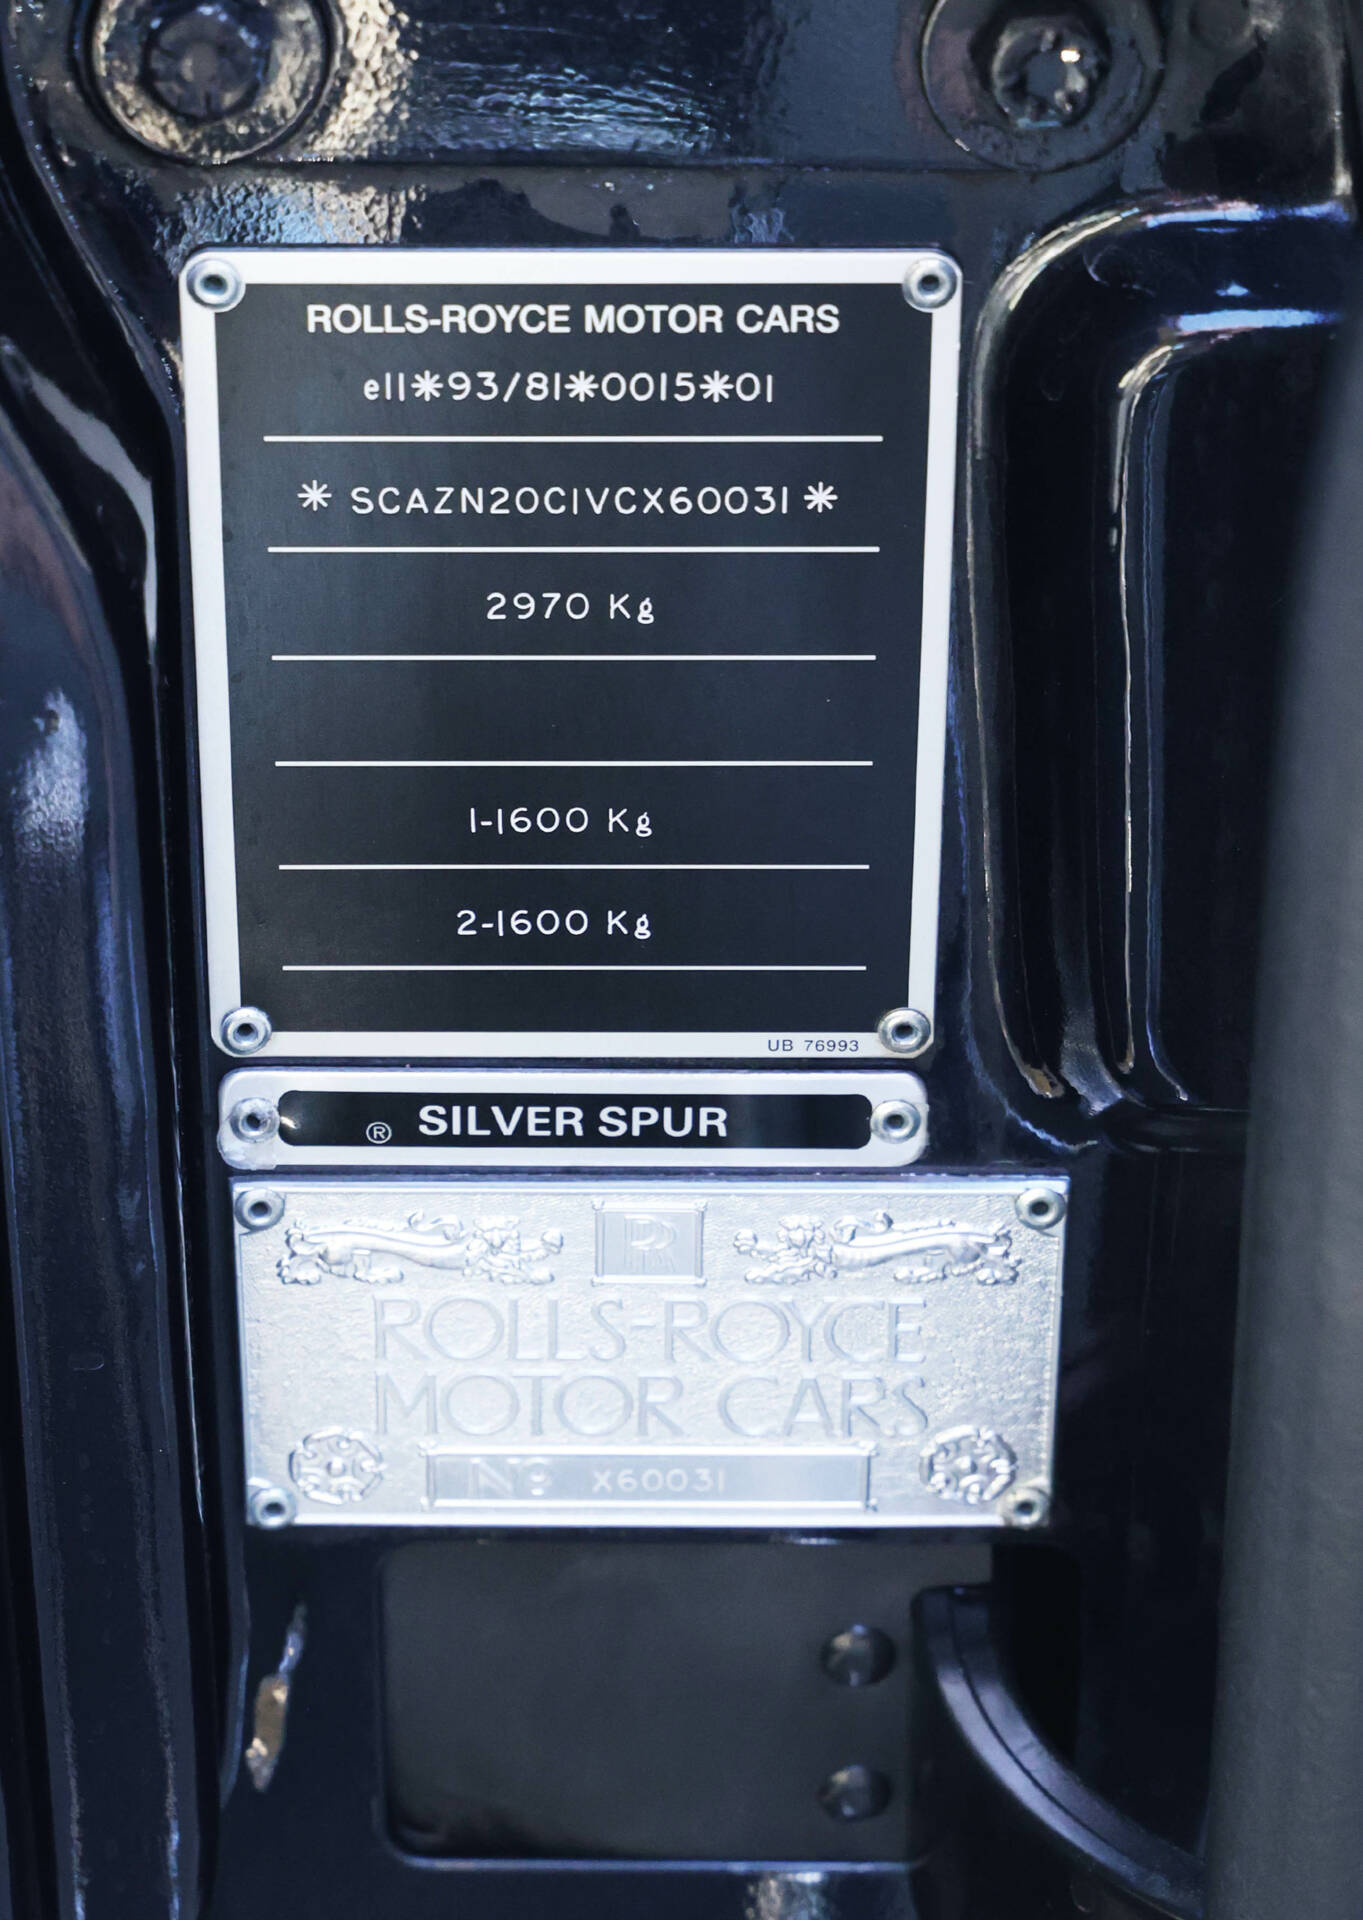 ROLLS-ROYCE MOTOR CARS
e11*93/81*0015*01
* SCAZN20C1VCX60031 *
2970 Kg
1-1600 Kg
2-1600 Kg
UB 76993
® SILVER SPUR
RR
ROLLS-ROYCE
MOTOR CARS
Nº X60031